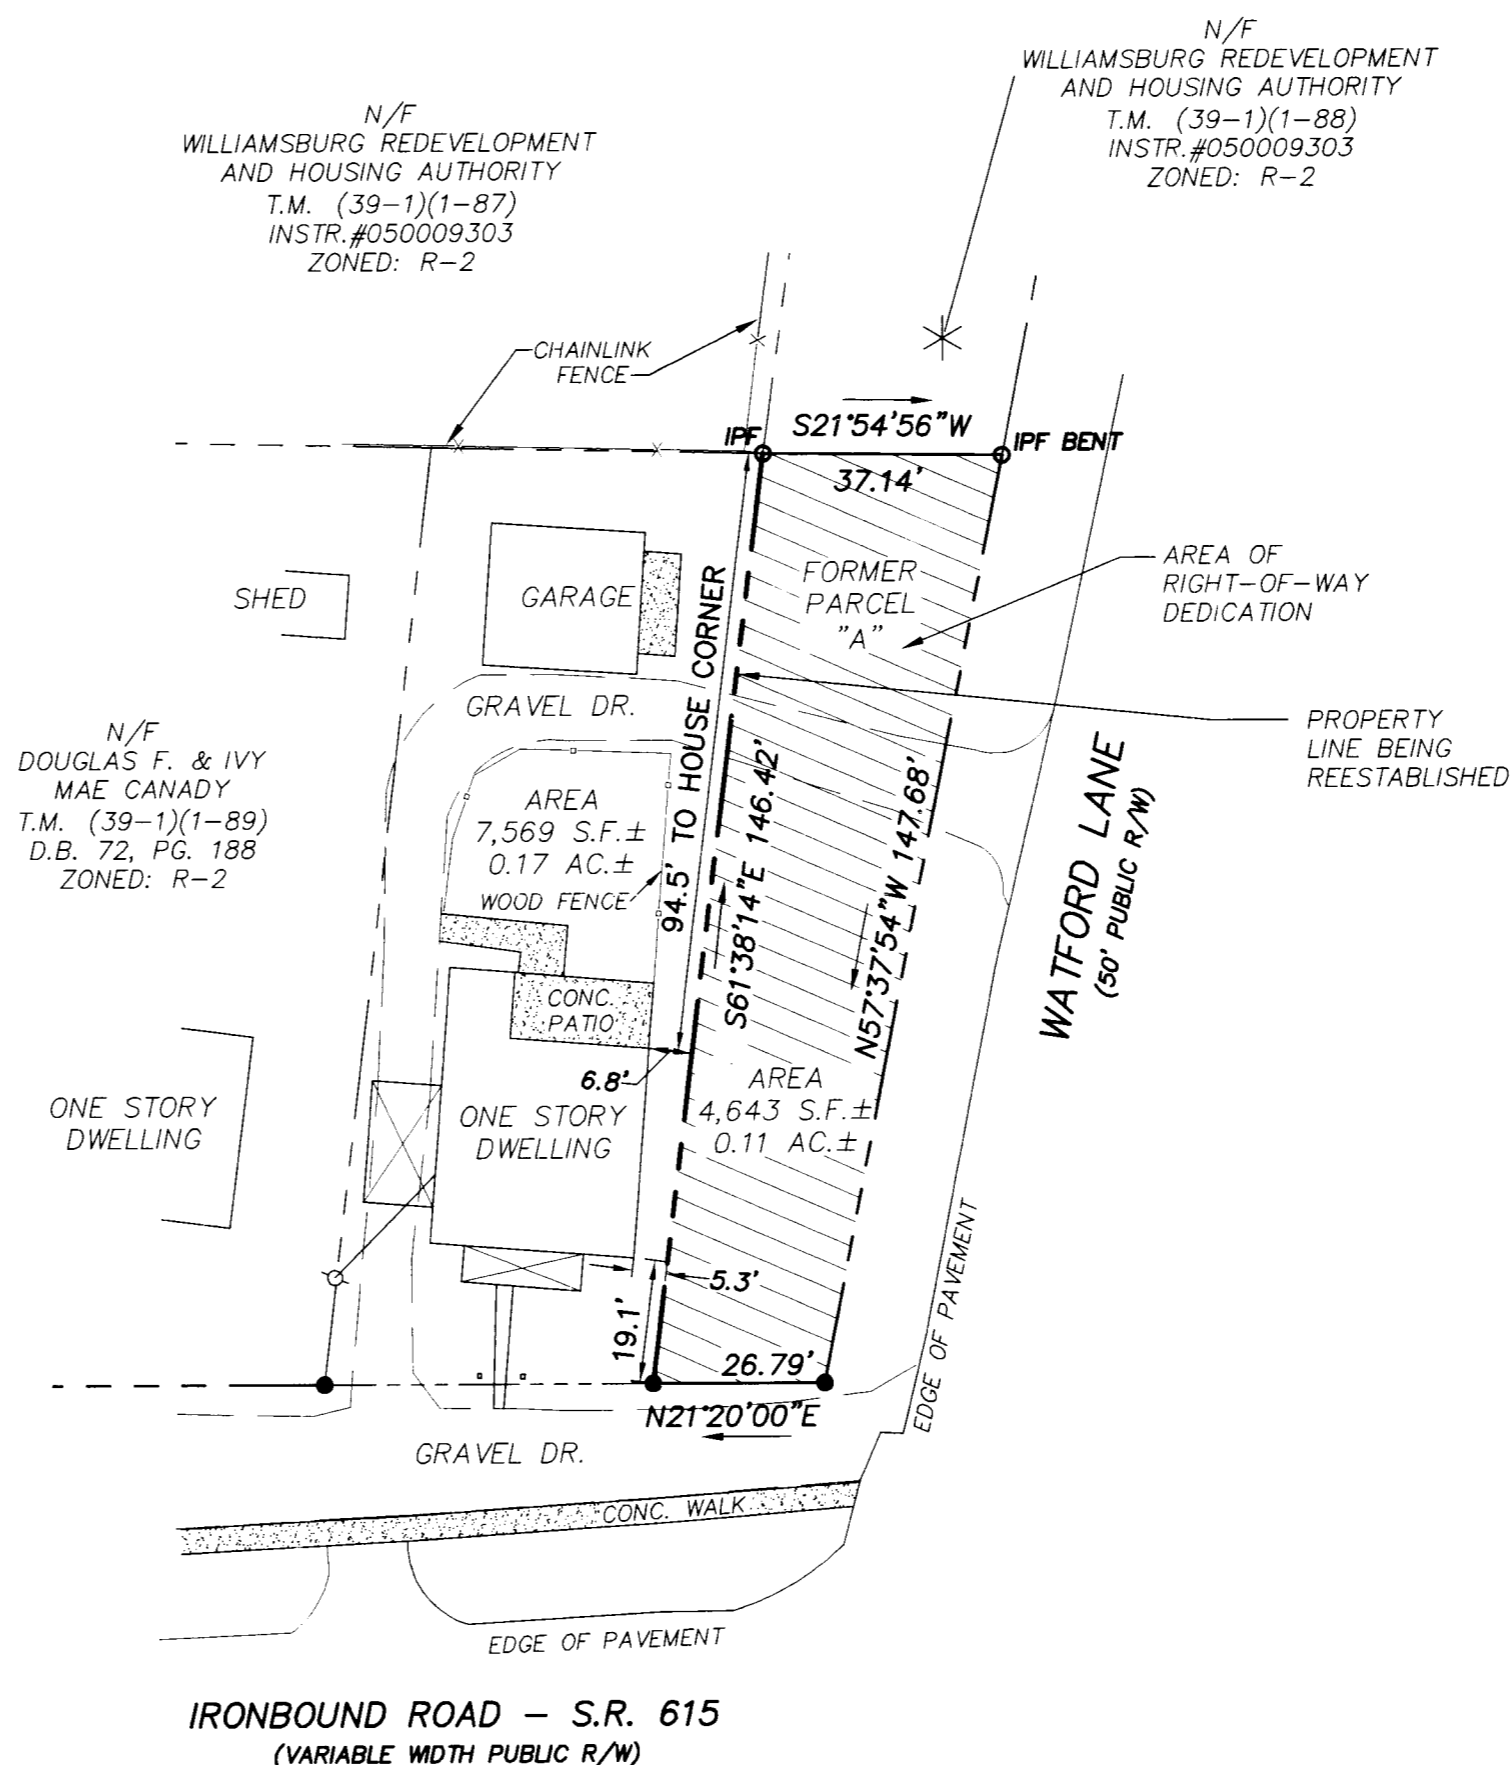 N/F
WILLIAMSBURG REDEVELOPMENT
AND HOUSING AUTHORITY
T.M. (39-1)(1-88)
INSTR.#050009303
ZONED: R-2
N/F
WILLIAMSBURG REDEVELOPMENT
AND HOUSING AUTHORITY
T.M. (39-1)(1-87)
INSTR.#050009303
ZONED: R-2
CHAINLINK
FENCE
S21°54'56"W
IPF
IPF BENT
37.14'
FORMER
PARCEL
"A"
AREA OF
RIGHT-OF-WAY
DEDICATION
SHED
GARAGE
94.5' TO HOUSE CORNER
GRAVEL DR.
PROPERTY
LINE BEING
REESTABLISHED
N/F
DOUGLAS F. & IVY
MAE CANADY
T.M. (39-1)(1-89)
D.B. 72, PG. 188
ZONED: R-2
AREA
7,569 S.F.±
0.17 AC.±
WOOD FENCE
S61°38'14"E 146.42'
N57°37'54"W 147.68'
WATFORD LANE
(50' PUBLIC R/W)
CONC.
PATIO
6.8'
AREA
4,643 S.F.±
0.11 AC.±
ONE STORY
DWELLING
ONE STORY
DWELLING
5.3'
19.1'
26.79'
N21°20'00"E
EDGE OF PAVEMENT
GRAVEL DR.
CONC. WALK
EDGE OF PAVEMENT
IRONBOUND ROAD - S.R. 615
(VARIABLE WIDTH PUBLIC R/W)